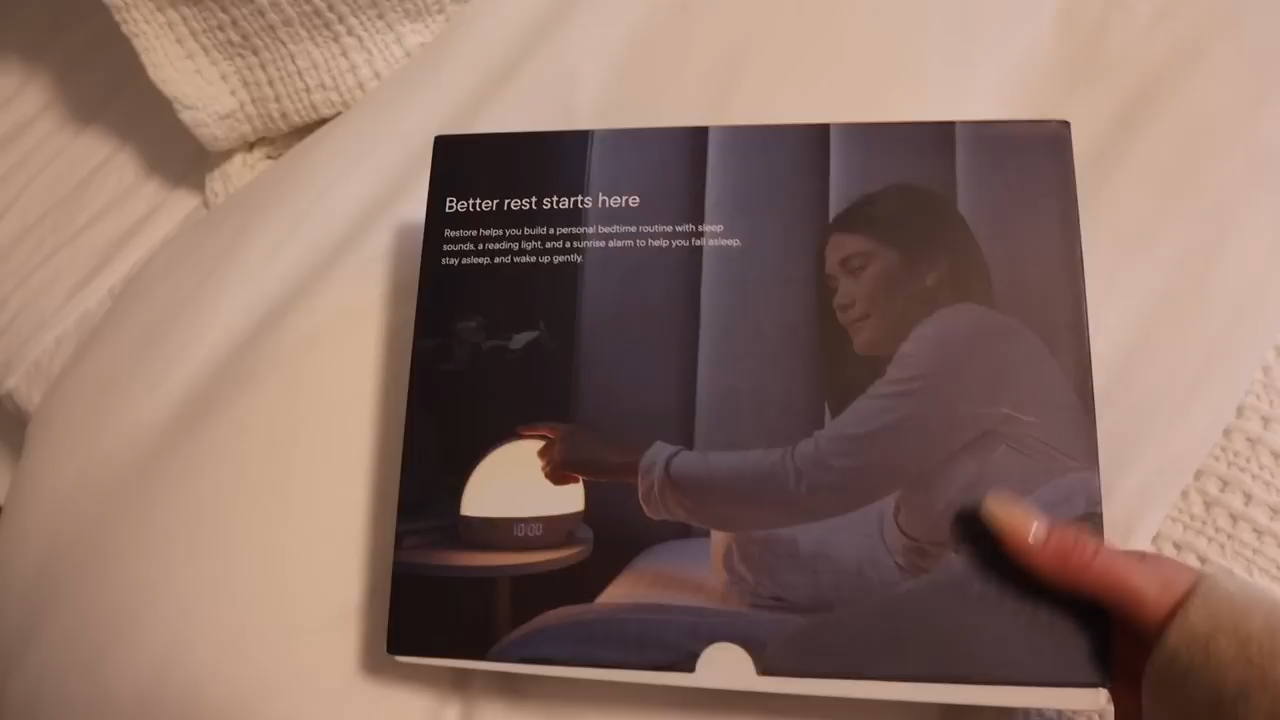 Better rest starts here
Restore helps you build a personal bedtime routine with sleep
sounds, a reading light, and a sunrise alarm to help you fall asleep,
stay asleep, and wake up gently.
10:00